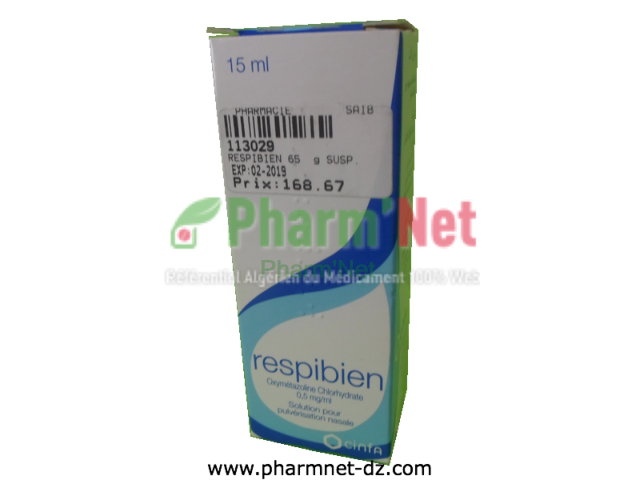 15 ml
PHARMACIE SAIB
113029
RESPIBIEN 65 g SUSP.
EXP:02-2019
Prix:168.67
Pharm'Net
Pharm'Net
Référentiel Algérien du Médicament 100% Web
respibien
Oxymétazoline Chlorhydrate
0,5 mg/ml
Solution pour
pulvérisation nasale
cinfa
www.pharmnet-dz.com